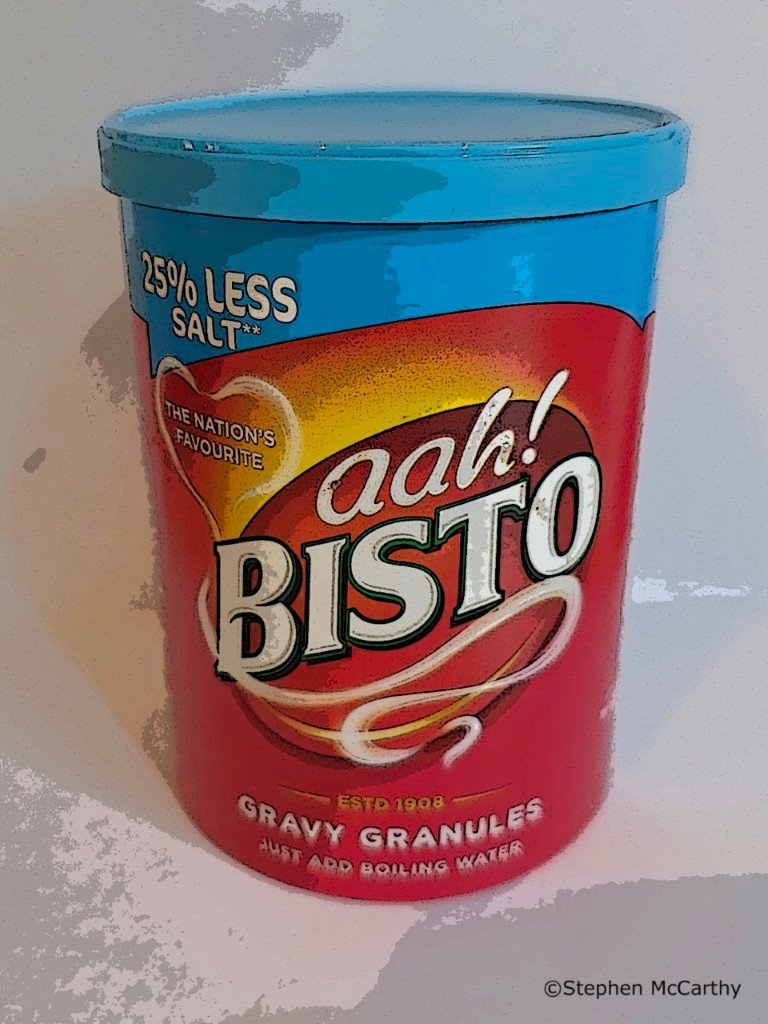 25% LESS
SALT**
THE NATION'S
FAVOURITE
aah!
BISTO
ESTD 1908
GRAVY GRANULES
JUST ADD BOILING WATER
©Stephen McCarthy